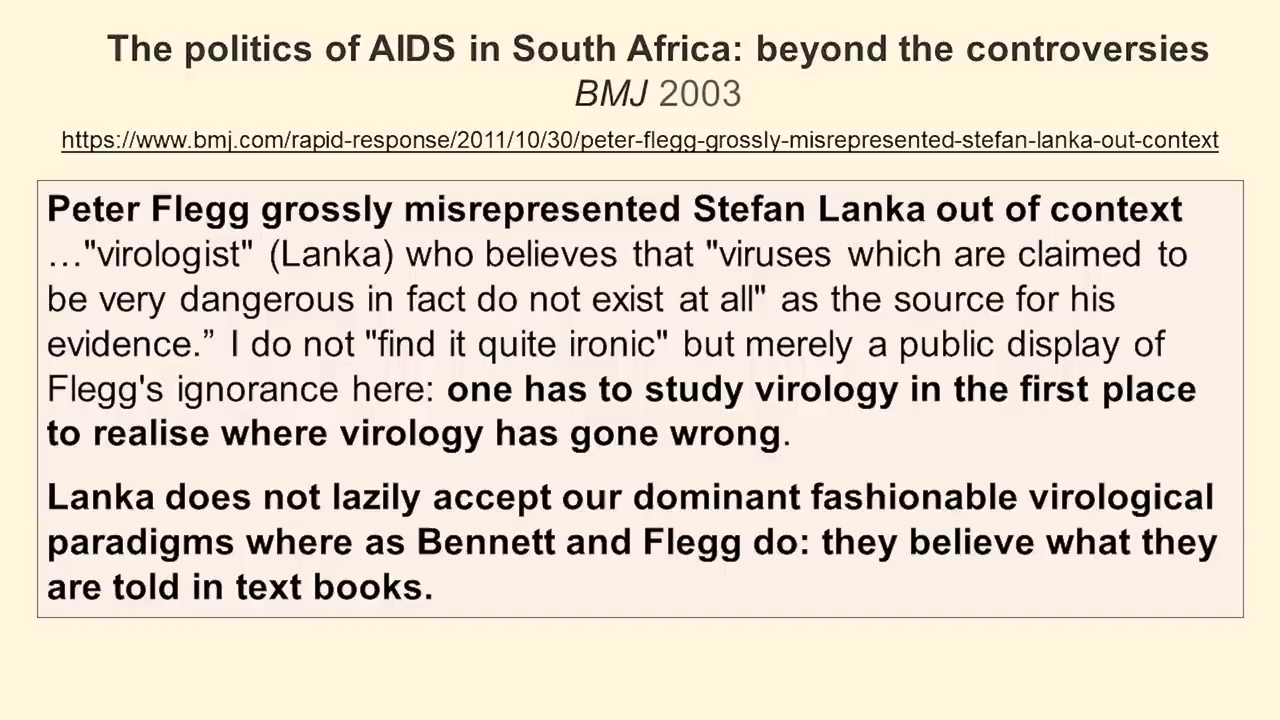 The politics of AIDS in South Africa: beyond the controversies
BMJ 2003
https://www.bmj.com/rapid-response/2011/10/30/peter-flegg-grossly-misrepresented-stefan-lanka-out-context
Peter Flegg grossly misrepresented Stefan Lanka out of context
…"virologist" (Lanka) who believes that "viruses which are claimed to
be very dangerous in fact do not exist at all" as the source for his
evidence.” I do not "find it quite ironic" but merely a public display of
Flegg's ignorance here: one has to study virology in the first place
to realise where virology has gone wrong.
Lanka does not lazily accept our dominant fashionable virological
paradigms where as Bennett and Flegg do: they believe what they
are told in text books.